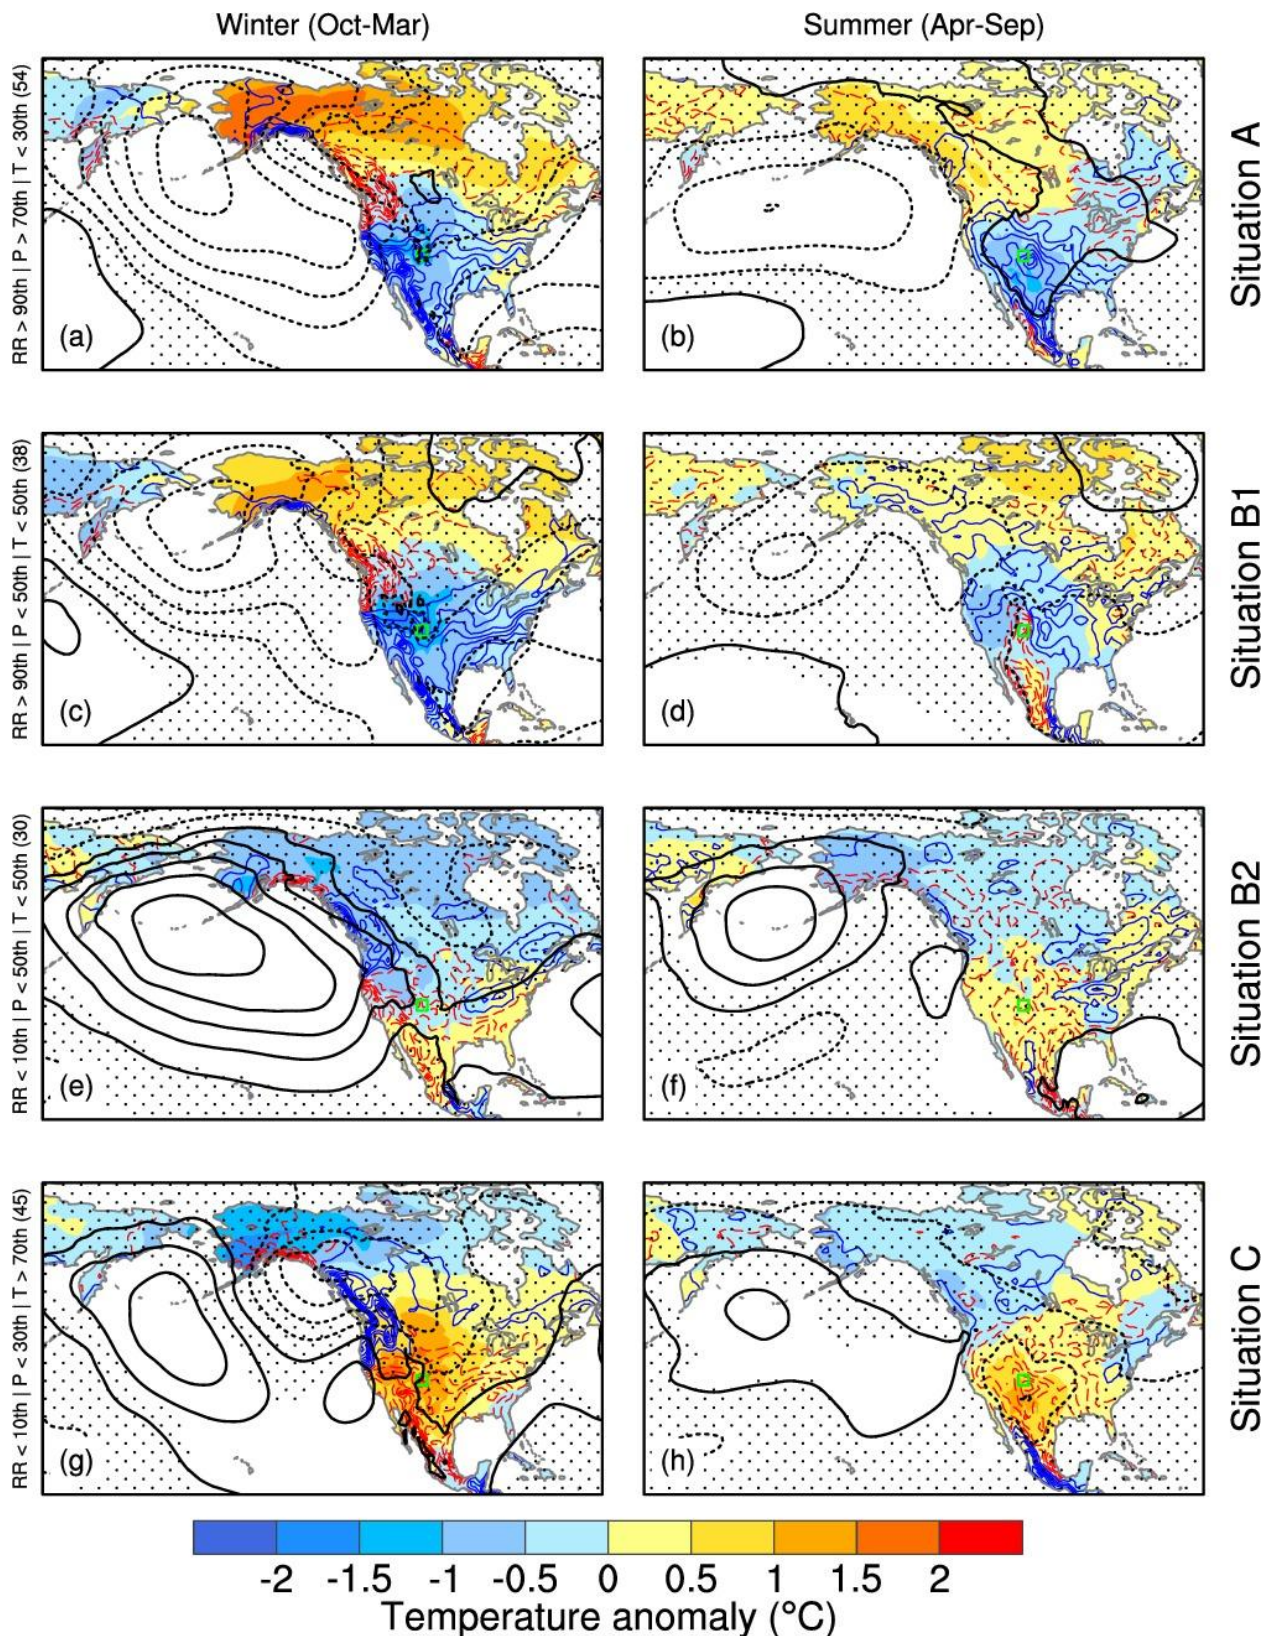 Winter (Oct-Mar)
Summer (Apr-Sep)
RR > 90th | P > 70th | T < 30th (54)
(a)
(b)
Situation A
RR > 90th | P < 50th | T < 50th (38)
(c)
(d)
Situation B1
RR < 10th | P < 50th | T < 50th (30)
(e)
(f)
Situation B2
RR < 10th | P < 30th | T > 70th (45)
(g)
(h)
Situation C
-2 -1.5 -1 -0.5 0 0.5 1 1.5 2
Temperature anomaly (°C)